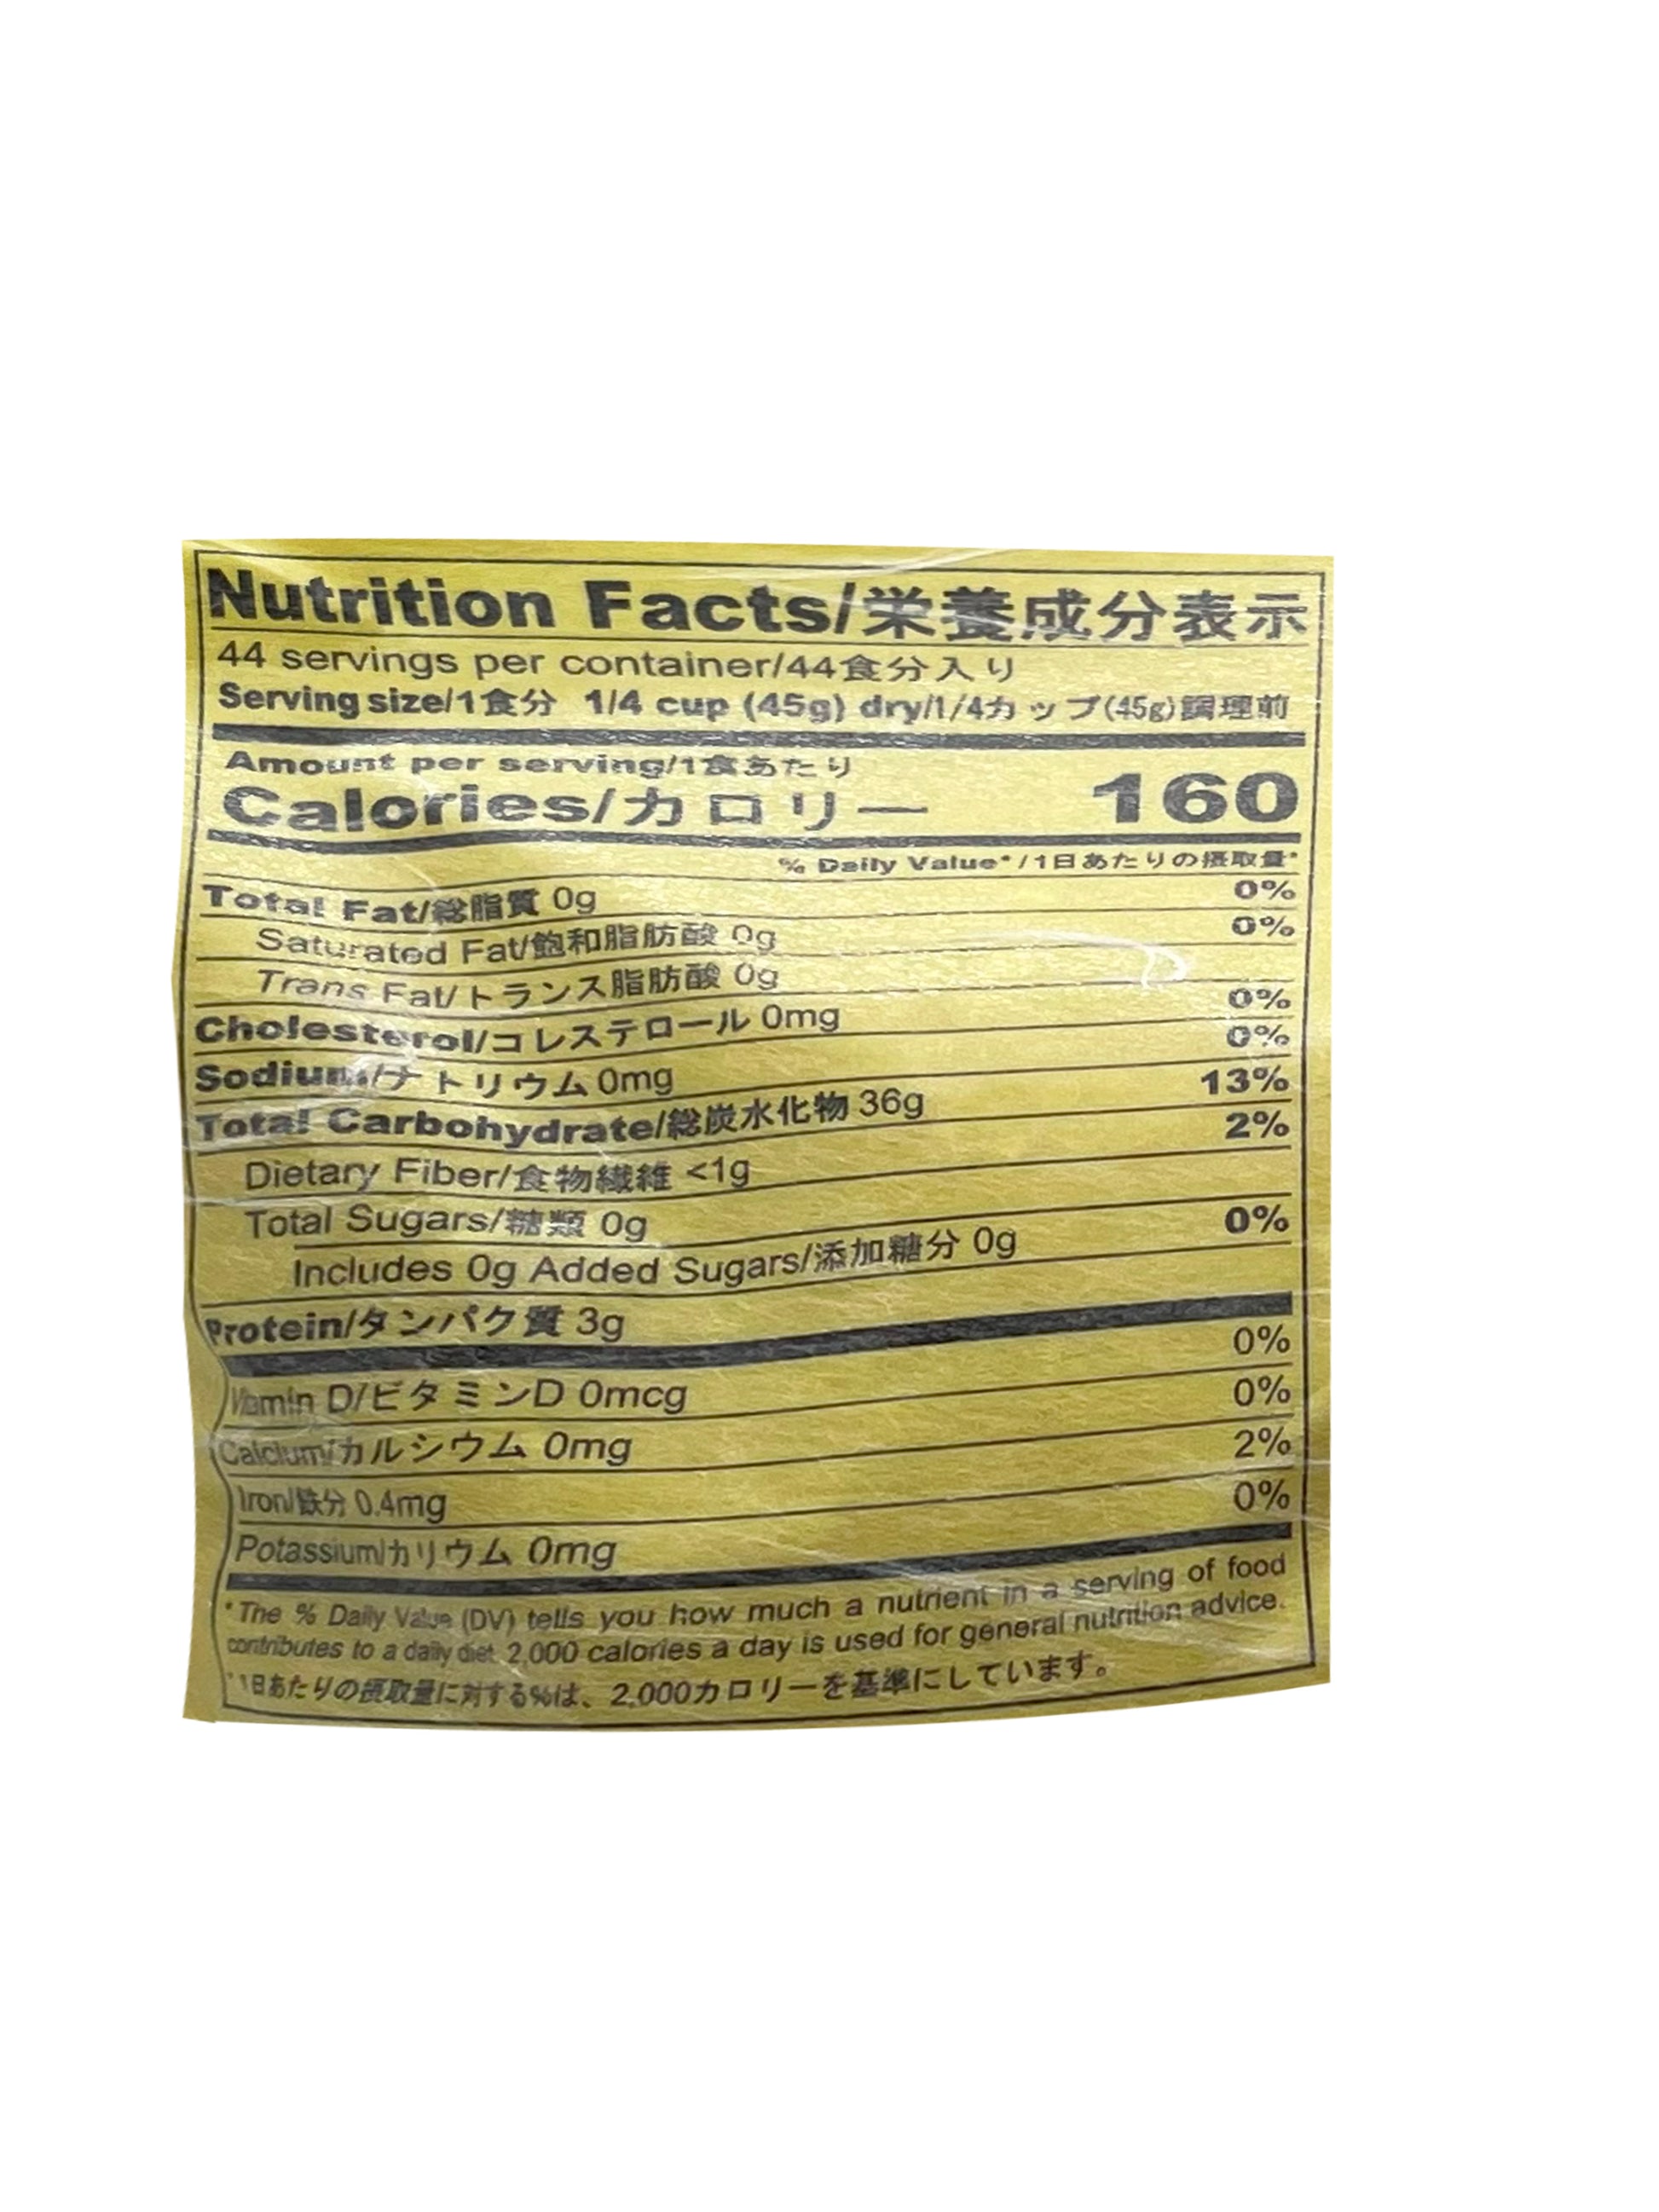 Nutrition Facts/栄養成分表示
44 servings per container/44食分入り
Serving size/1食分 1/4 cup (45g) dry/1/4カップ(45g)調理前
Amount per serving/1食あたり
Calories/カロリー 160
% Daily Value*/1日あたりの摂取量*
Total Fat/総脂質 0g 0%
Saturated Fat/飽和脂肪酸 0g 0%
Trans Fat/トランス脂肪酸 0g
Cholesterol/コレステロール 0mg 0%
Sodium/ナトリウム 0mg 0%
Total Carbohydrate/総炭水化物 36g 13%
Dietary Fiber/食物繊維 <1g 2%
Total Sugars/糖類 0g
Includes 0g Added Sugars/添加糖分 0g 0%
Protein/タンパク質 3g
Vitamin D/ビタミンD 0mcg 0%
Calcium/カルシウム 0mg 0%
Iron/鉄分 0.4mg 2%
Potassium/カリウム 0mg 0%
*The % Daily Value (DV) tells you how much a nutrient in a serving of food
contributes to a daily diet. 2,000 calories a day is used for general nutrition advice.
*1日あたりの摂取量に対する%は、2,000カロリーを基準にしています。